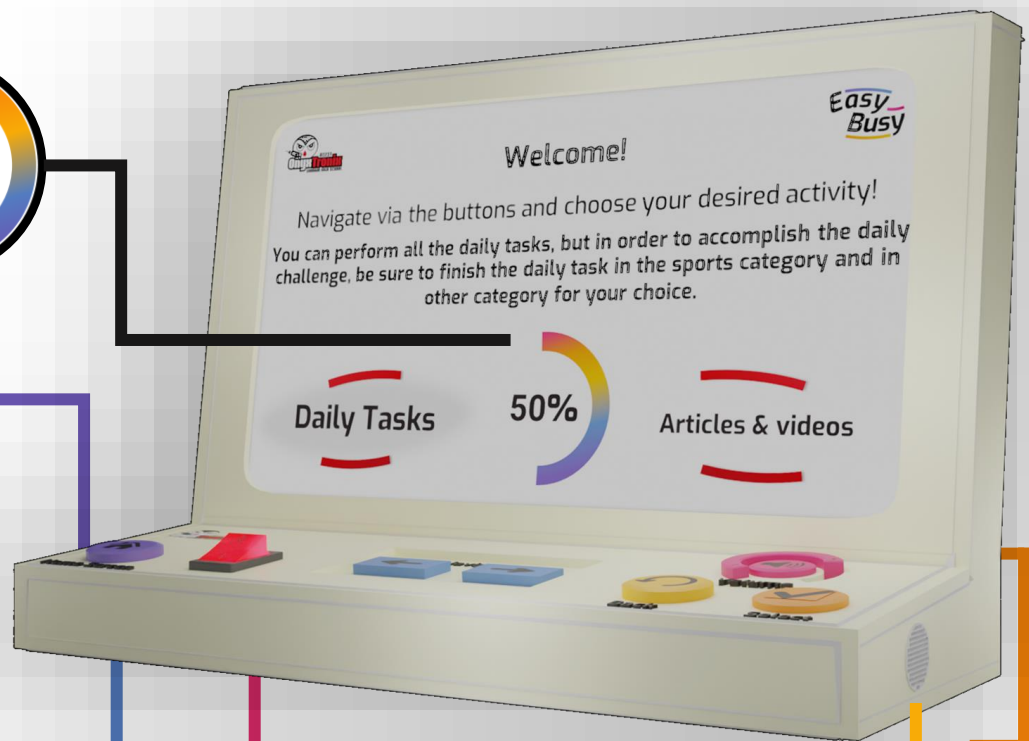 Easy
Busy
OnyxTronix
Welcome!
Navigate via the buttons and choose your desired activity!
You can perform all the daily tasks, but in order to accomplish the daily
challenge, be sure to finish the daily task in the sports category and in
other category for your choice.
Daily Tasks
50%
Articles & videos
Volume
Back
Select